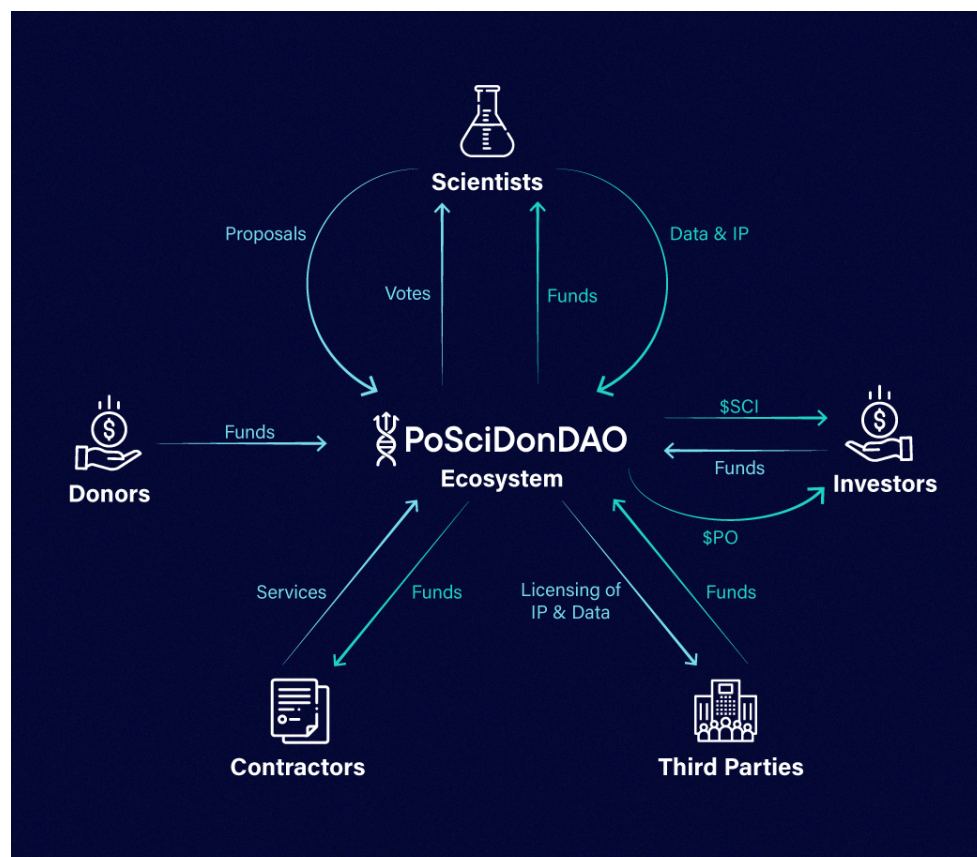 Scientists
Proposals
Data & IP
Votes
Funds
$SCI
Funds
PoSciDonDAO
Ecosystem
Funds
Donors
Investors
$PO
Services
Funds
Licensing of
IP & Data
Funds
Contractors
Third Parties